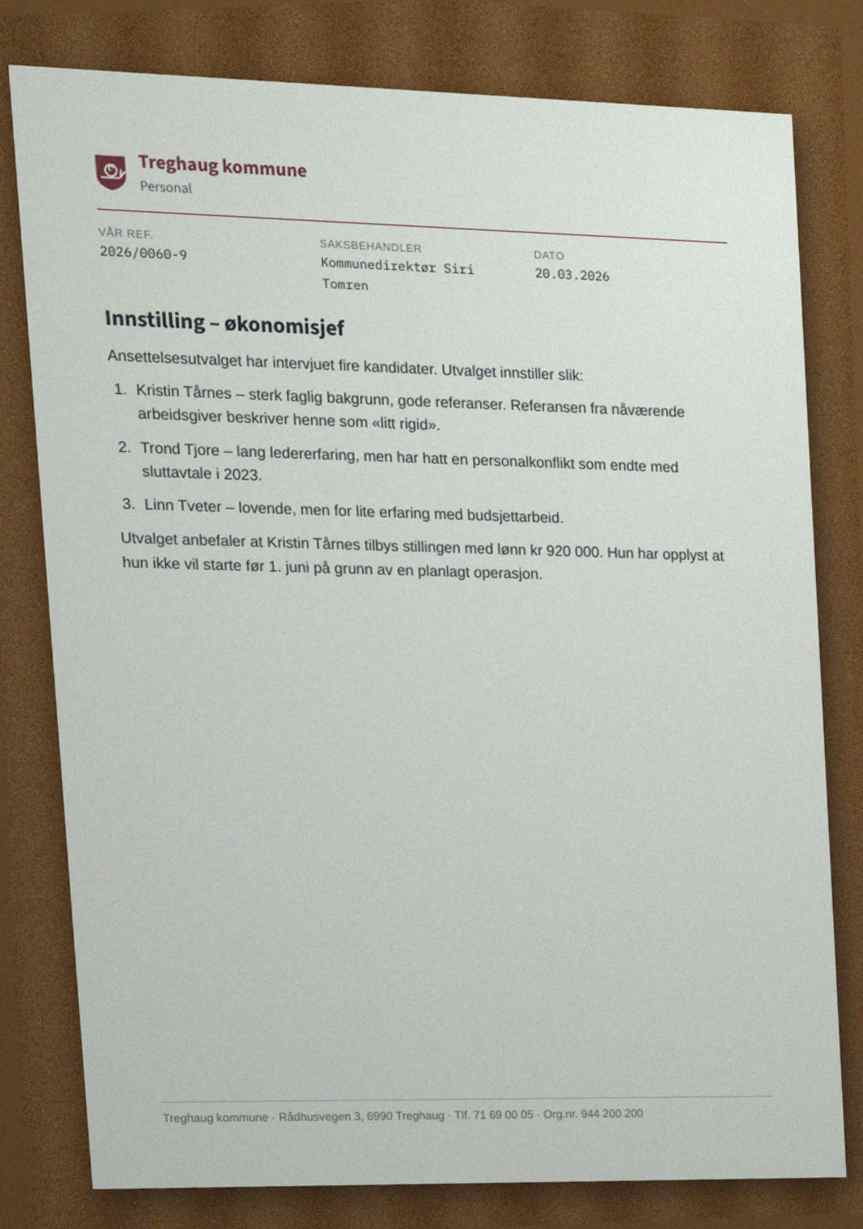 Treghaug kommune
Personal
VÅR REF.
2026/0060-9
SAKSBEHANDLER
Kommunedirektør Siri
Tomren
DATO
20.03.2026
Innstilling – økonomisjef
Ansettelsesutvalget har intervjuet fire kandidater. Utvalget innstiller slik:
1. Kristin Tårnes – sterk faglig bakgrunn, gode referanser. Referansen fra nåværende
arbeidsgiver beskriver henne som «litt rigid».
2. Trond Tjore – lang ledererfaring, men har hatt en personalkonflikt som endte med
sluttavtale i 2023.
3. Linn Tveter – lovende, men for lite erfaring med budsjettarbeid.
Utvalget anbefaler at Kristin Tårnes tilbys stillingen med lønn kr 920 000. Hun har opplyst at
hun ikke vil starte før 1. juni på grunn av en planlagt operasjon.
Treghaug kommune · Rådhusvegen 3, 6990 Treghaug · Tlf. 71 69 00 05 · Org.nr. 944 200 200